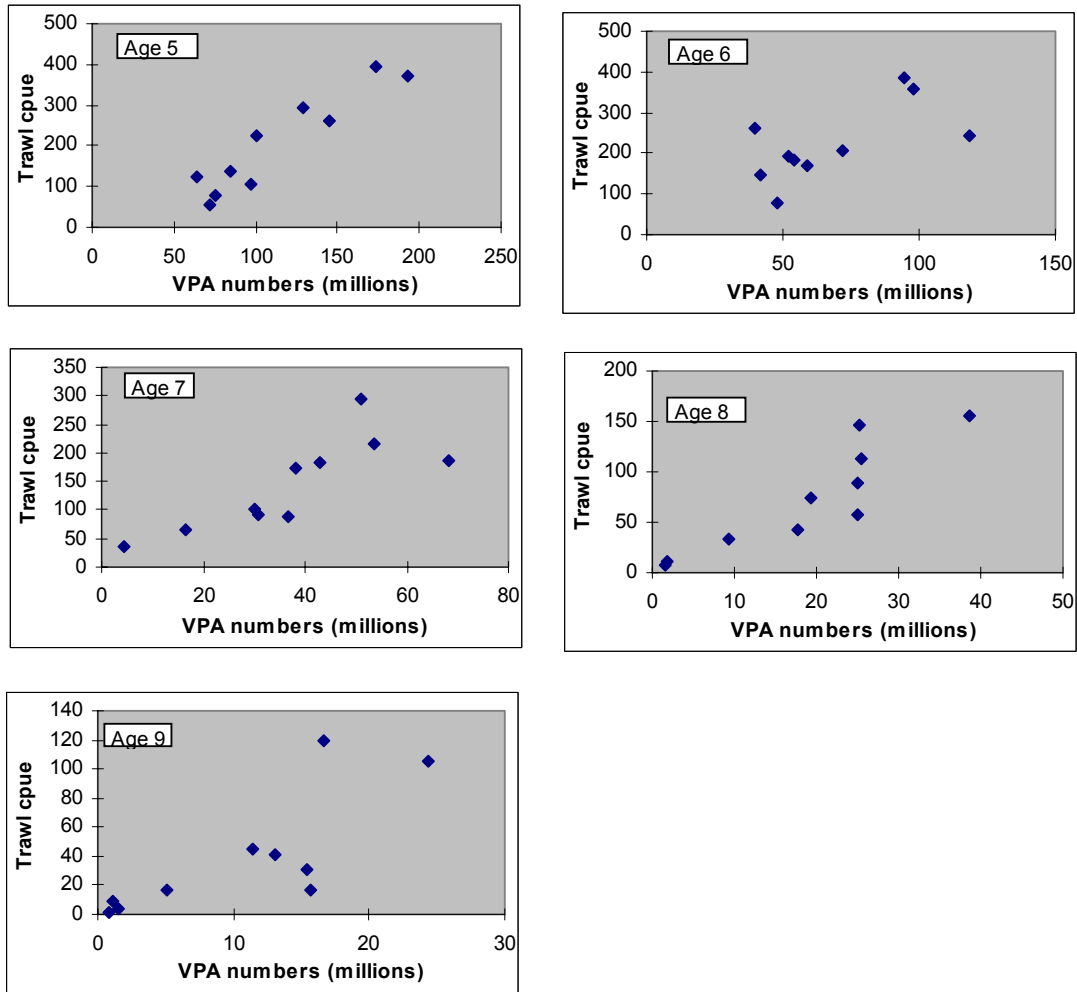 500
400
300
200
100
0
Age 5
Trawl cpue
0 50 100 150 200 250
VPA numbers (millions)
500
400
300
200
100
0
Age 6
Trawl cpue
0 50 100 150
VPA numbers (millions)
350
300
250
200
150
100
50
0
Age 7
Trawl cpue
0 20 40 60 80
VPA numbers (millions)
200
150
100
50
0
Age 8
Trawl cpue
0 10 20 30 40 50
VPA numbers (millions)
140
120
100
80
60
40
20
0
Age 9
Trawl cpue
0 10 20 30
VPA numbers (millions)